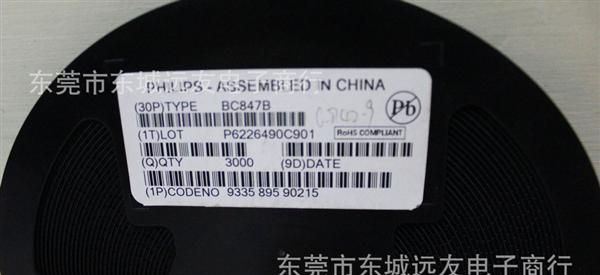 东莞市东城远友电子商行
PHILIPS - ASSEMBLED IN CHINA
(30P)TYPE BC847B
Pb
(1T)LOT P6226490C901
RoHS COMPLIANT
(Q)QTY 3000 (9D)DATE
(1P)CODENO 9335 895 90215
东莞市东城远友电子商行